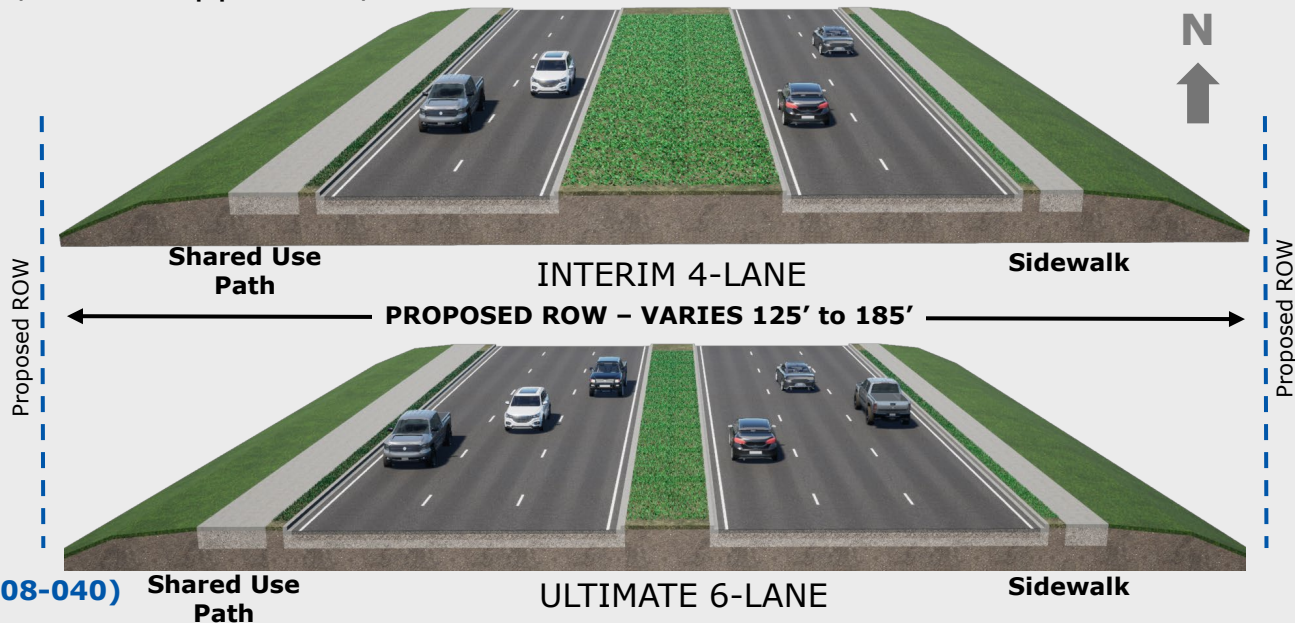 N
Shared Use
Path
INTERIM 4-LANE
Sidewalk
Proposed ROW
PROPOSED ROW – VARIES 125’ to 185’
Proposed ROW
08-040)
Shared Use
Path
ULTIMATE 6-LANE
Sidewalk